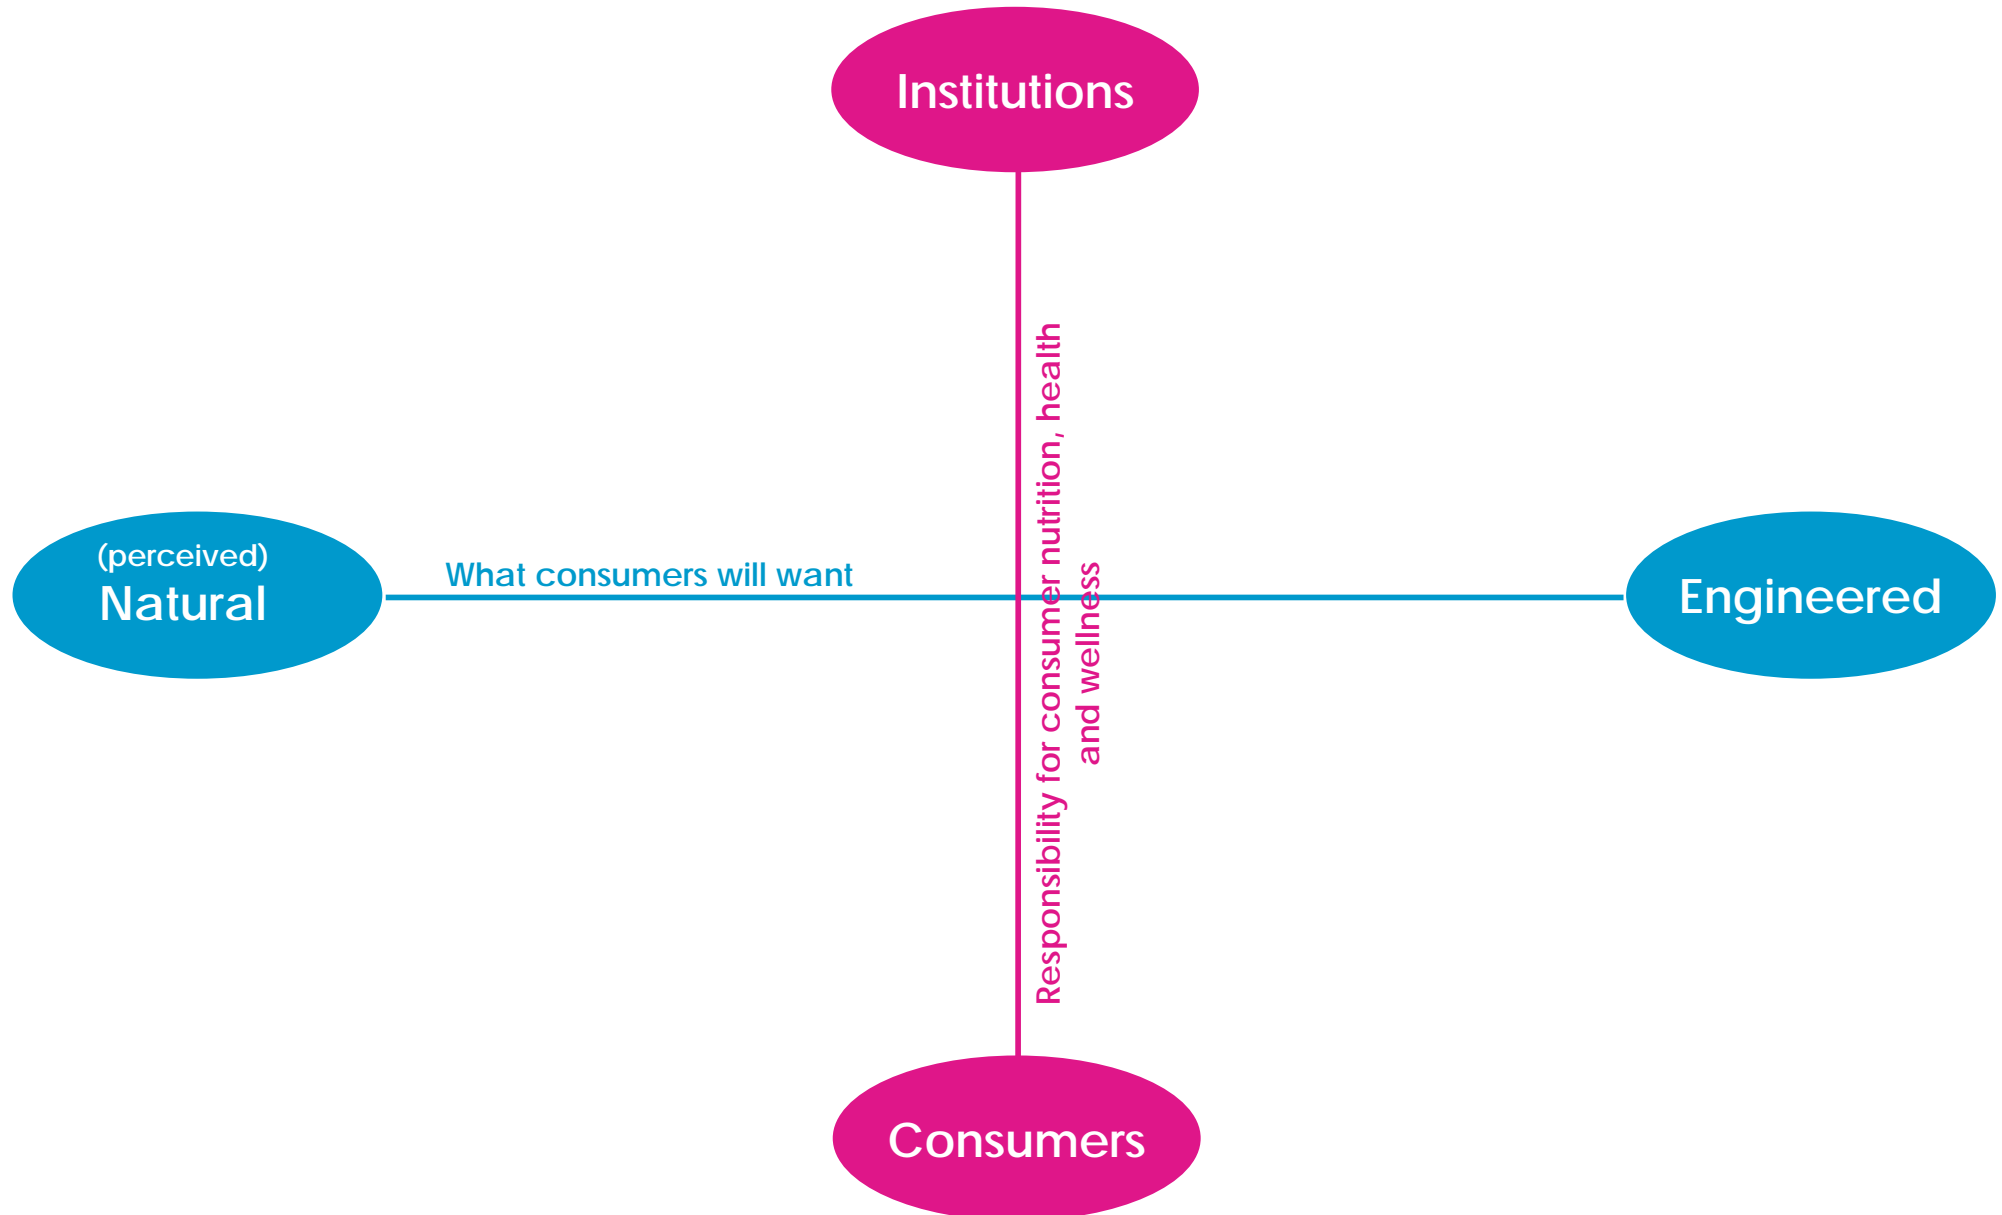 Institutions
(perceived)
Natural
What consumers will want
Responsibility for consumer nutrition, health
and wellness
Engineered
Consumers